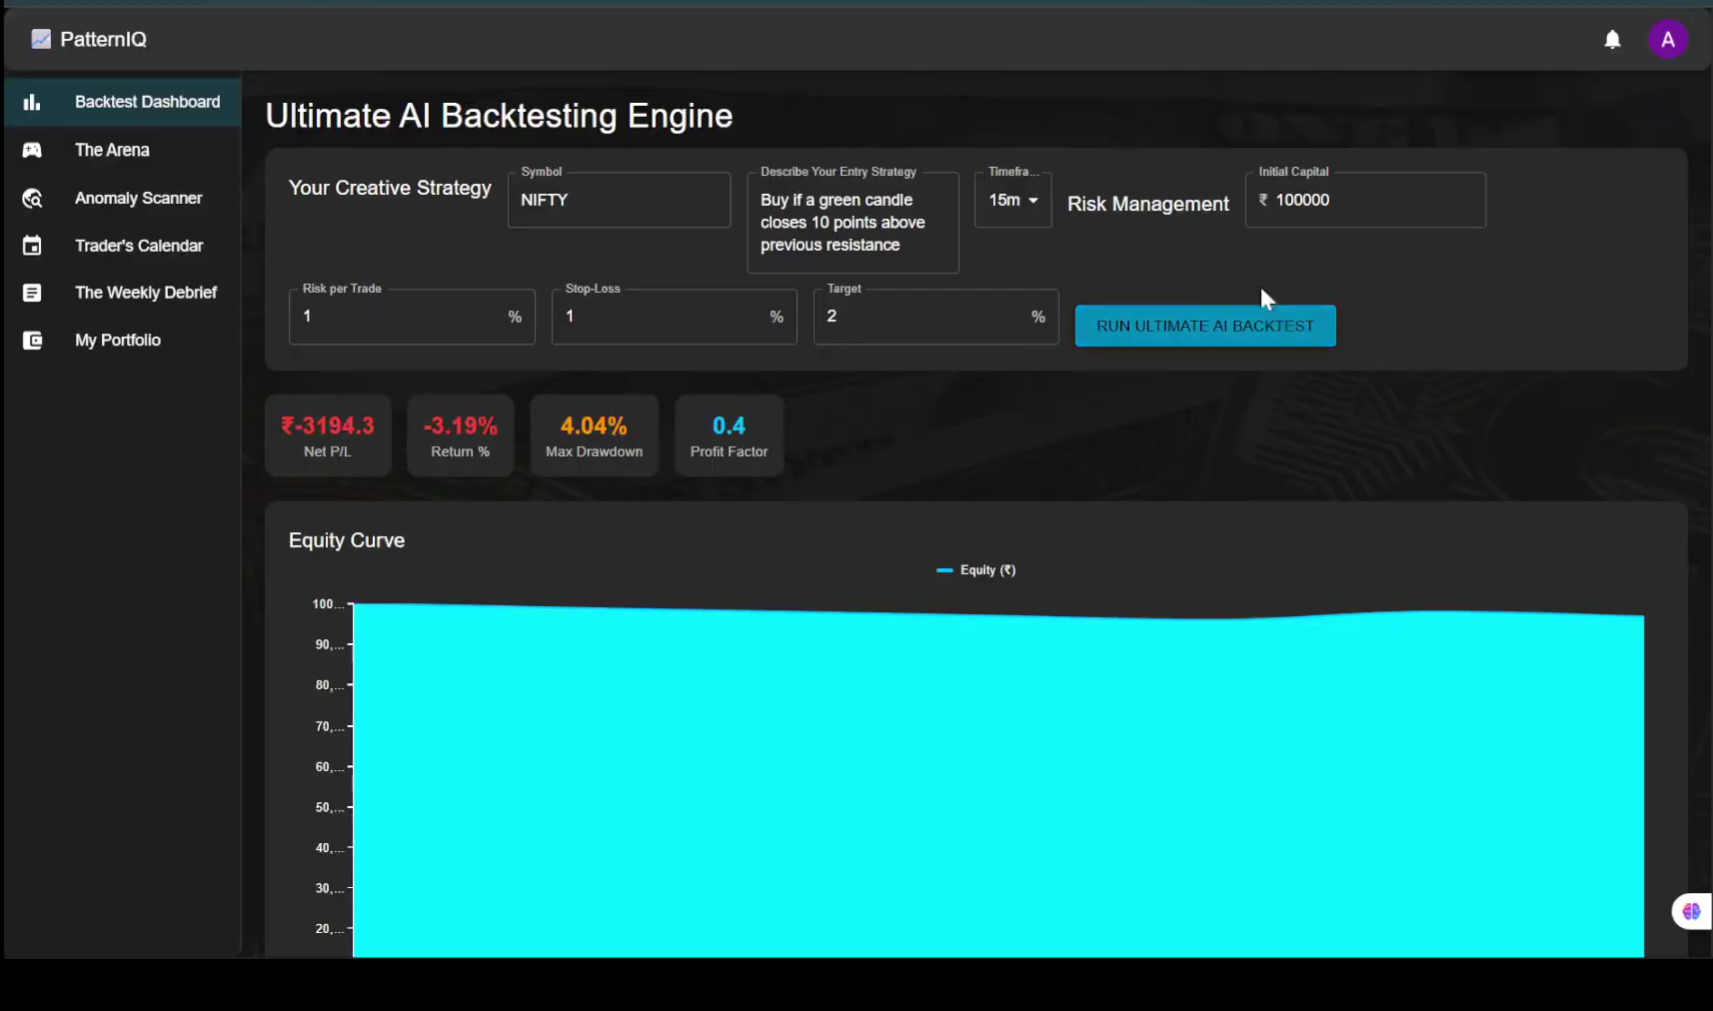 PatternIQ
A
Backtest Dashboard
The Arena
Anomaly Scanner
Trader's Calendar
The Weekly Debrief
My Portfolio
Ultimate AI Backtesting Engine
Your Creative Strategy
Symbol
NIFTY
Describe Your Entry Strategy
Buy if a green candle
closes 10 points above
previous resistance
Timefra...
15m
Risk Management
Initial Capital
₹ 100000
Risk per Trade
1 %
Stop-Loss
1 %
Target
2 %
RUN ULTIMATE AI BACKTEST
₹-3194.3
Net P/L
-3.19%
Return %
4.04%
Max Drawdown
0.4
Profit Factor
Equity Curve
Equity (₹)
100...
90,...
80,...
70,...
60,...
50,...
40,...
30,...
20,...